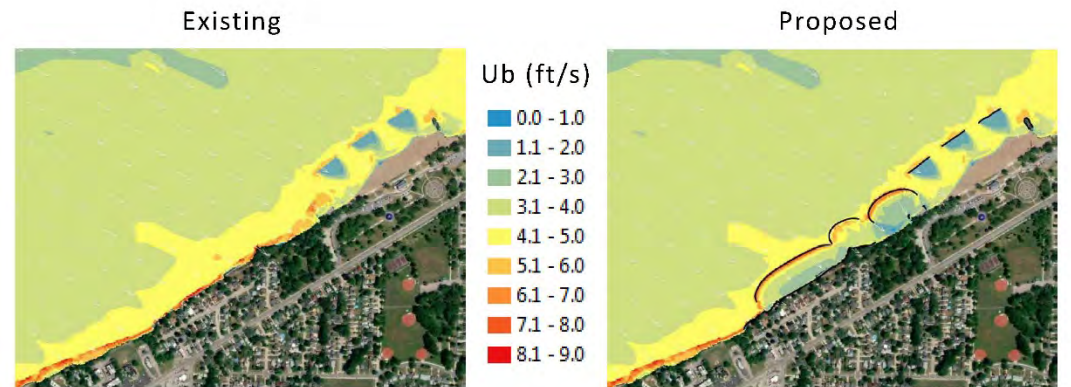 Existing
Proposed
Ub (ft/s)
0.0 - 1.0
1.1 - 2.0
2.1 - 3.0
3.1 - 4.0
4.1 - 5.0
5.1 - 6.0
6.1 - 7.0
7.1 - 8.0
8.1 - 9.0